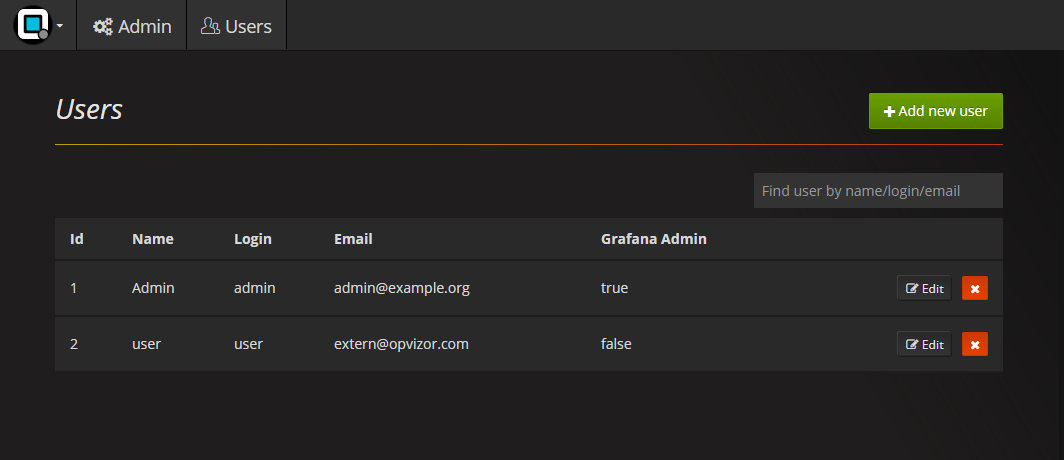 Admin Users
Users
Add new user
Find user by name/login/email
Id Name Login Email Grafana Admin
1 Admin admin admin@example.org true Edit
2 user user extern@opvizor.com false Edit